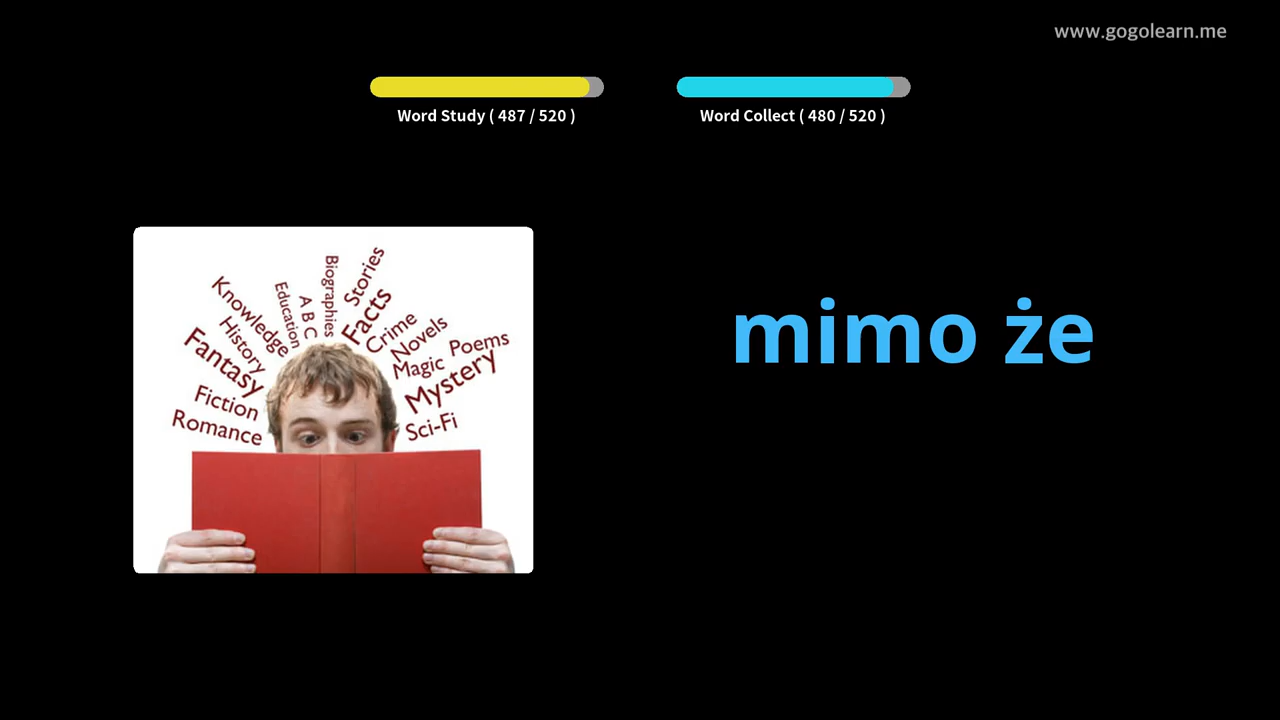 www.gogolearn.me
Word Study ( 487 / 520 )
Word Collect ( 480 / 520 )
mimo że
Stories
Biographies
Facts
A B C
Education
Knowledge
Crime
Novels
History
Poems
Fantasy
Magic
Mystery
Fiction
Sci-Fi
Romance